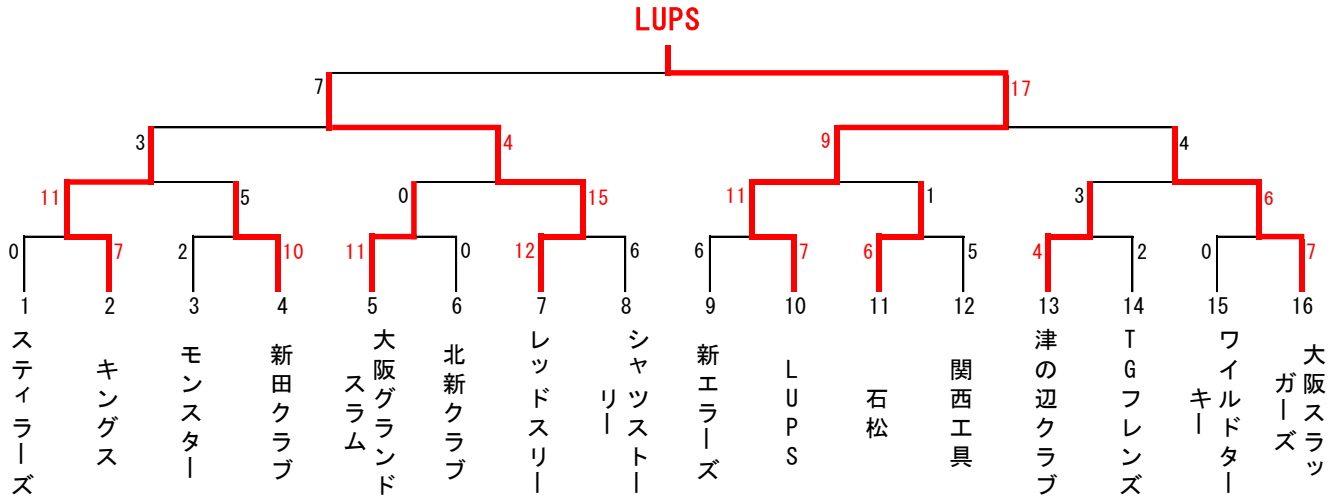 LUPS
7 17
3 4 9 4
11 5 0 15 11 1 3 6
0 7 2 10 11 0 12 6 6 7 6 5 4 2 0 7
1 2 3 4 5 6 7 8 9 10 11 12 13 14 15 16
スティラーズ
キングス
モンスター
新田クラブ
大阪グランド
スラム
北新クラブ
レッドスリー
シャツストー
リー
新エラーズ
LUPS
石松
関西工具
津の辺クラブ
TGフレンズ
ワイルドター
キー
大阪スラッ
ガーズ